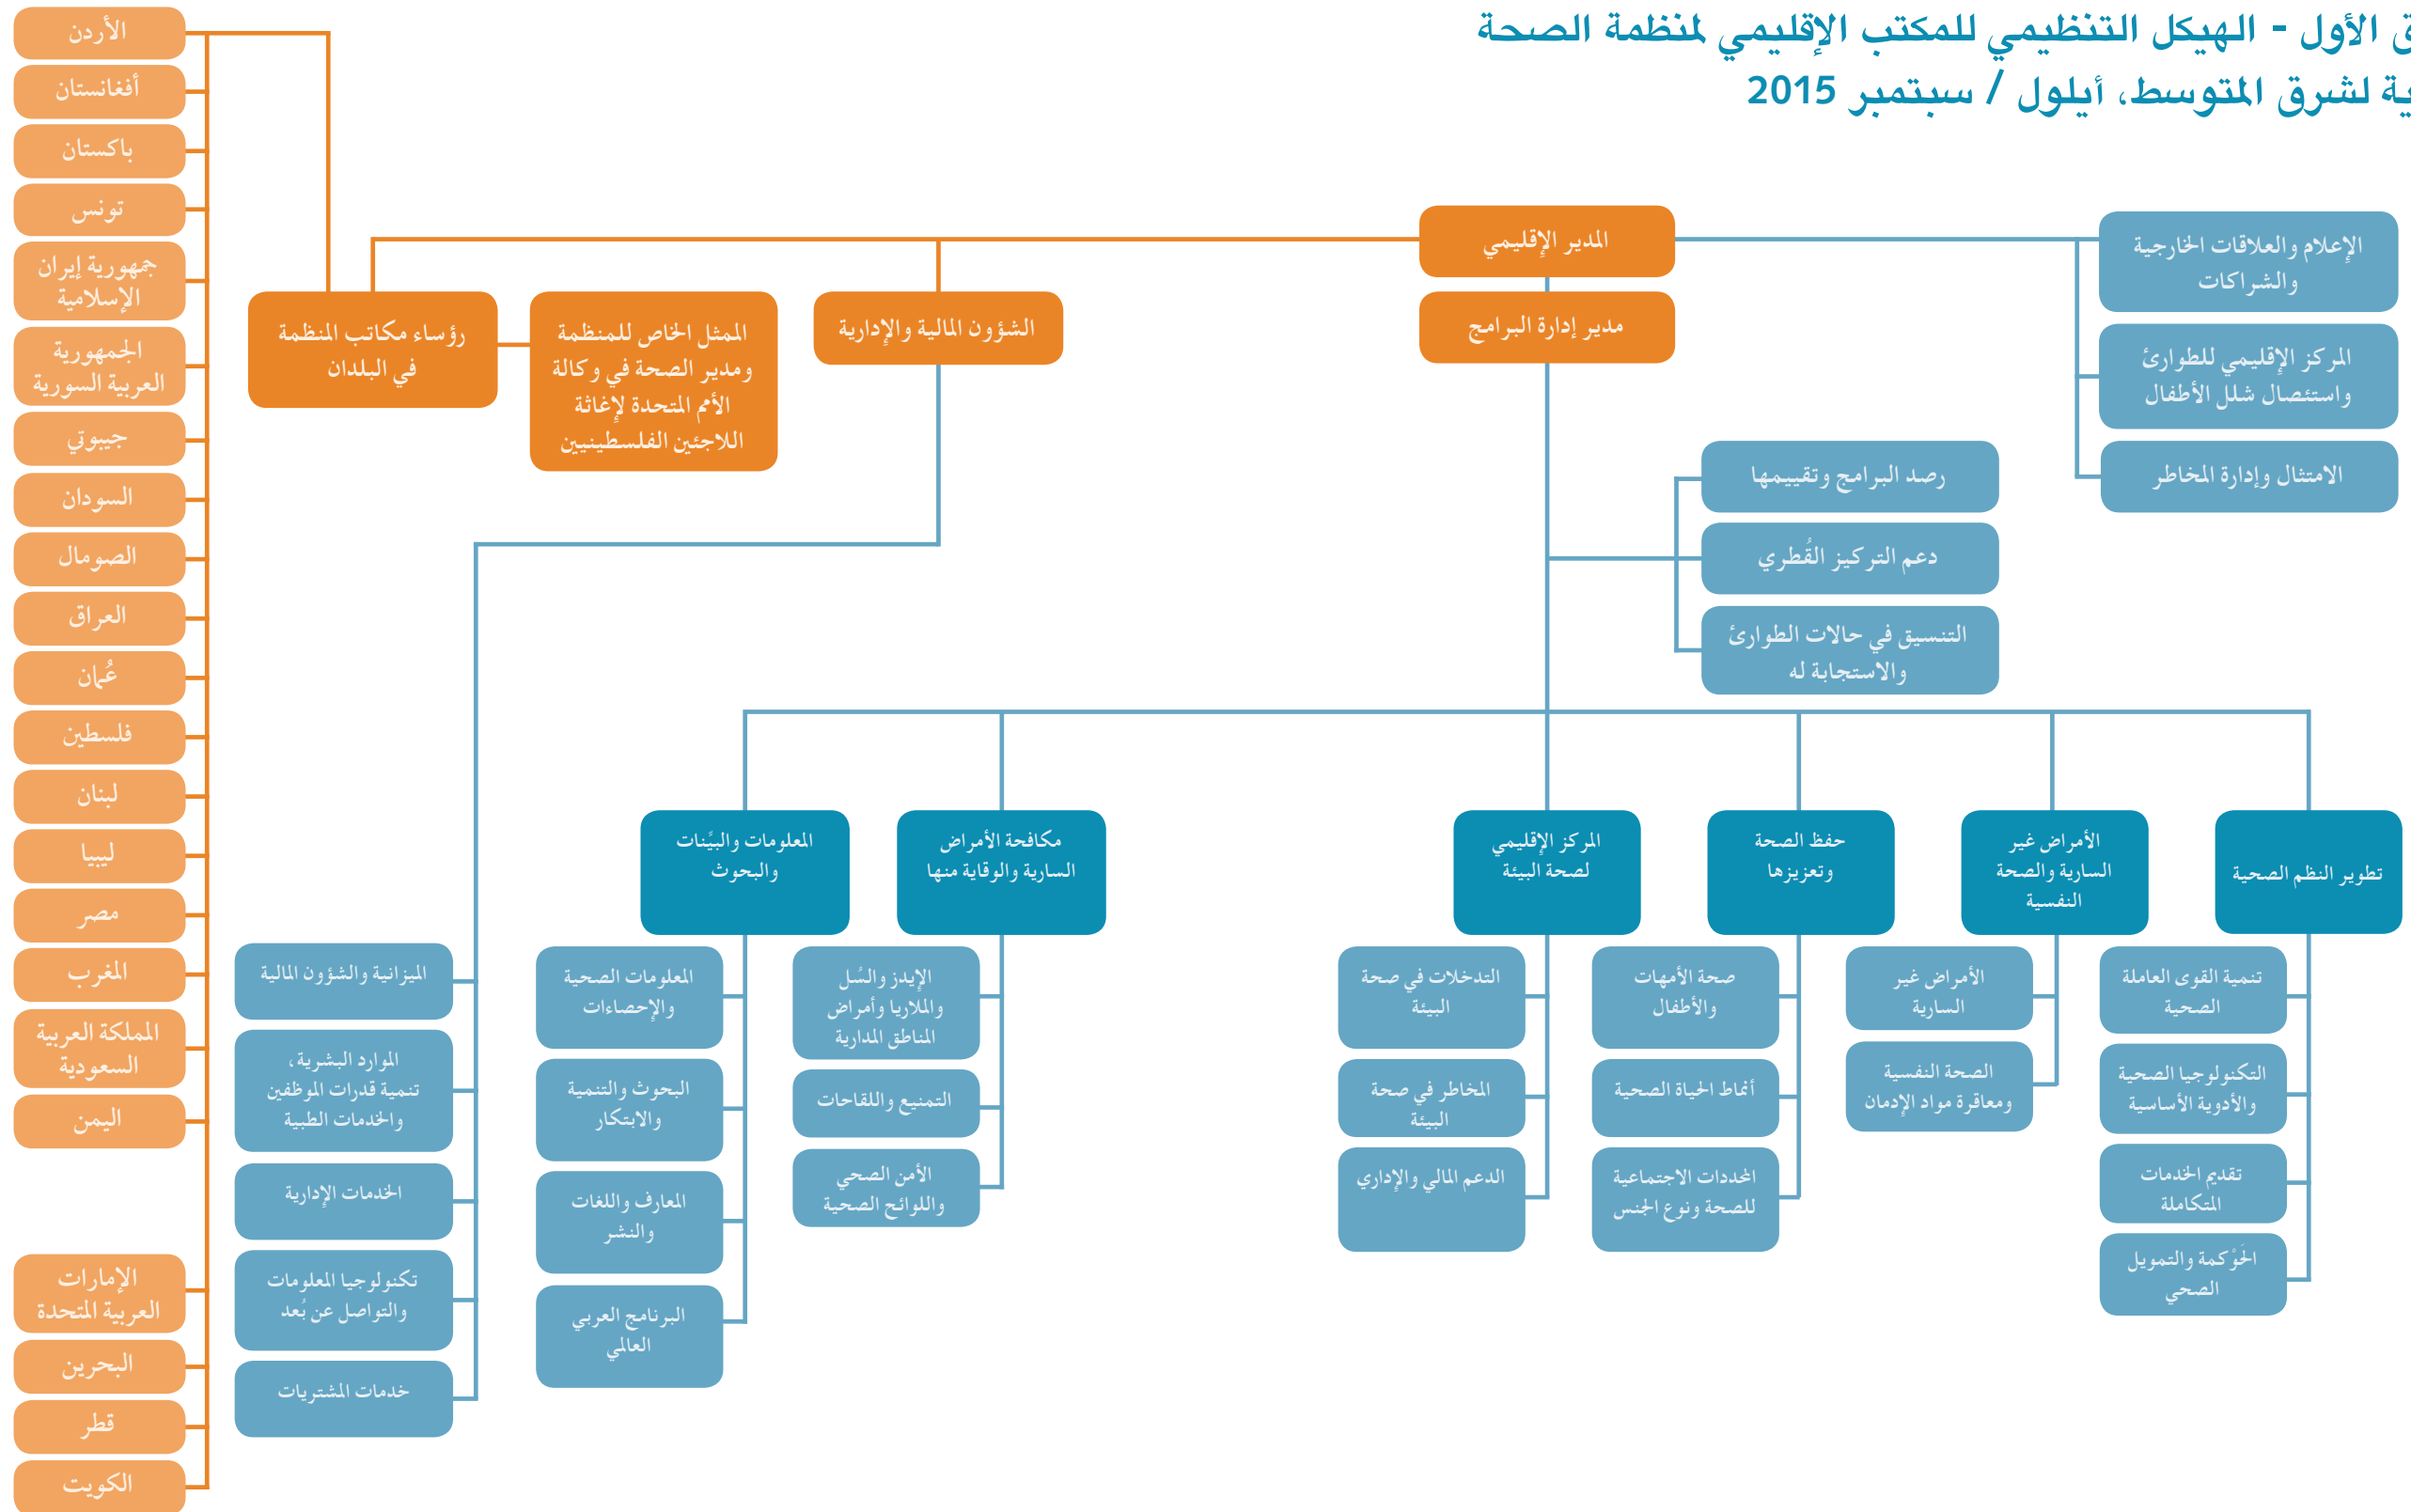 ق الأول - الهيكل التنظيمي للمكتب الإقليمي لمنظمة الصحة
ية لشرق المتوسط، أيلول / سبتمبر 2015
المدير الإقليمي
مدير إدارة البرامج
الإعلام والعلاقات الخارجية
والشراكات
المركز الإقليمي للطوارئ
واستئصال شلل الأطفال
الامتثال وإدارة المخاطر
رصد البرامج وتقييمها
دعم التركيز القُطري
التنسيق في حالات الطوارئ
والاستجابة له
الشؤون المالية والإدارية
الممثل الخاص للمنظمة
ومدير الصحة في وكالة
الأمم المتحدة لإغاثة
اللاجئين الفلسطينيين
رؤساء مكاتب المنظمة
في البلدان
تطوير النظم الصحية
تنمية القوى العاملة
الصحية
التكنولوجيا الصحية
والأدوية الأساسية
تقديم الخدمات
المتكاملة
الحَوْكمة والتمويل
الصحي
الأمراض غير
السارية والصحة
النفسية
الأمراض غير
السارية
الصحة النفسية
ومعاقرة مواد الإدمان
حفظ الصحة
وتعزيزها
صحة الأمهات
والأطفال
أنماط الحياة الصحية
المحددات الاجتماعية
للصحة ونوع الجنس
المركز الإقليمي
لصحة البيئة
التدخلات في صحة
البيئة
المخاطر في صحة
البيئة
الدعم المالي والإداري
مكافحة الأمراض
السارية والوقاية منها
الإيدز والسُل
والملاريا وأمراض
المناطق المدارية
التمنيع واللقاحات
الأمن الصحي
واللوائح الصحية
المعلومات والبيِّنات
والبحوث
المعلومات الصحية
والإحصاءات
البحوث والتنمية
والابتكار
المعارف واللغات
والنشر
البرنامج العربي
العالمي
الميزانية والشؤون المالية
الموارد البشرية،
تنمية قدرات الموظفين
والخدمات الطبية
الخدمات الإدارية
تكنولوجيا المعلومات
والتواصل عن بُعد
خدمات المشتريات
الأردن
أفغانستان
باكستان
تونس
جمهورية إيران
الإسلامية
الجمهورية
العربية السورية
جيبوتي
السودان
الصومال
العراق
عُمان
فلسطين
لبنان
ليبيا
مصر
المغرب
المملكة العربية
السعودية
اليمن
الإمارات
العربية المتحدة
البحرين
قطر
الكويت